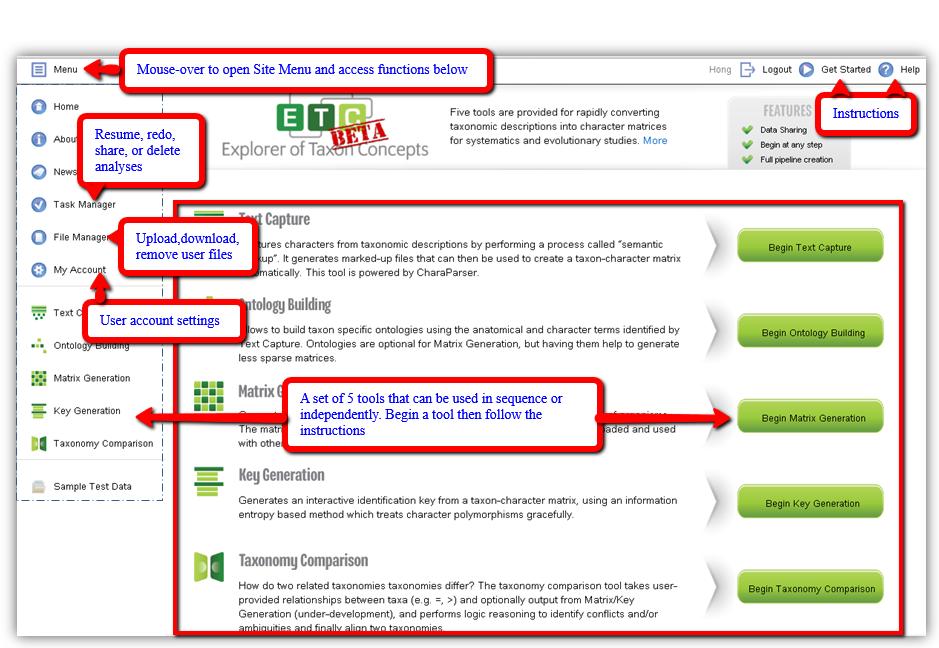 Menu
Mouse-over to open Site Menu and access functions below
Hong
Logout
Get Started
Help
Home
About
News
Task Manager
File Manager
My Account
Text C
Ontology Building
Matrix Generation
Key Generation
Taxonomy Comparison
Sample Test Data
Resume, redo,
share, or delete
analyses
Upload,download,
remove user files
User account settings
ETC
BETA
Explorer of Taxon Concepts
Five tools are provided for rapidly converting
taxonomic descriptions into character matrices
for systematics and evolutionary studies. More
FEATURES
Data Sharing
Begin at any step
Full pipeline creation
Instructions
Text Capture
tures characters from taxonomic descriptions by performing a process called "semantic
kup". It generates marked-up files that can then be used to create a taxon-character matrix
omatically. This tool is powered by CharaParser.
Begin Text Capture
Ontology Building
llows to build taxon specific ontologies using the anatomical and character terms identified by
Text Capture. Ontologies are optional for Matrix Generation, but having them help to generate
less sparse matrices.
Begin Ontology Building
Matrix G
A set of 5 tools that can be used in sequence or
independently. Begin a tool then follow the
instructions
The matr
aded and used
with othe
Begin Matrix Generation
Key Generation
Generates an interactive identification key from a taxon-character matrix, using an information
entropy based method which treats character polymorphisms gracefully.
Begin Key Generation
Taxonomy Comparison
How do two related taxonomies taxonomies differ? The taxonomy comparison tool takes user-
provided relationships between taxa (e.g. =, >) and optionally output from Matrix/Key
Generation (under-development), and performs logic reasoning to identify conflicts and/or
ambiguities and finally align two taxonomies.
Begin Taxonomy Comparison